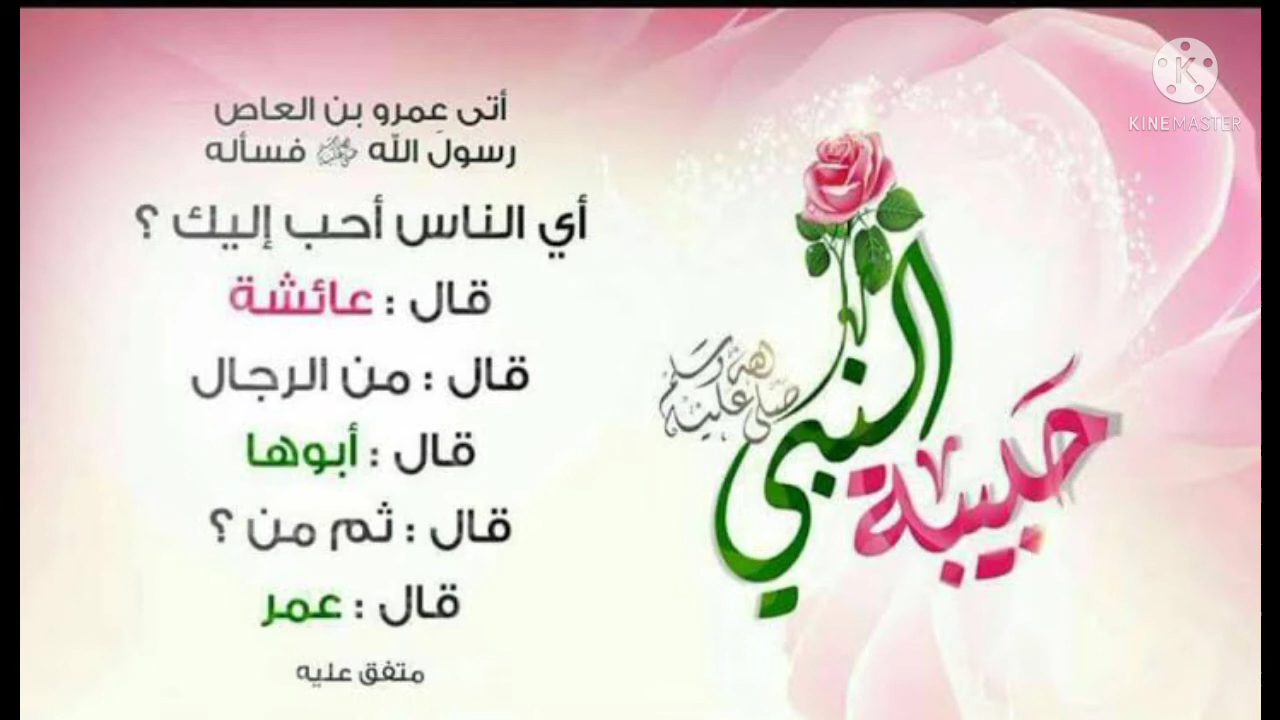 أتى عمرو بن العاص
رسولَ الله ﷺ فسأله
أي الناس أحب إليك ؟
قال : عائشة
قال : من الرجال
قال : أبوها
قال : ثم من ؟
قال : عمر
متفق عليه
حبيبة النبي
صلى الله عليه وسلم
K
KINEMASTER